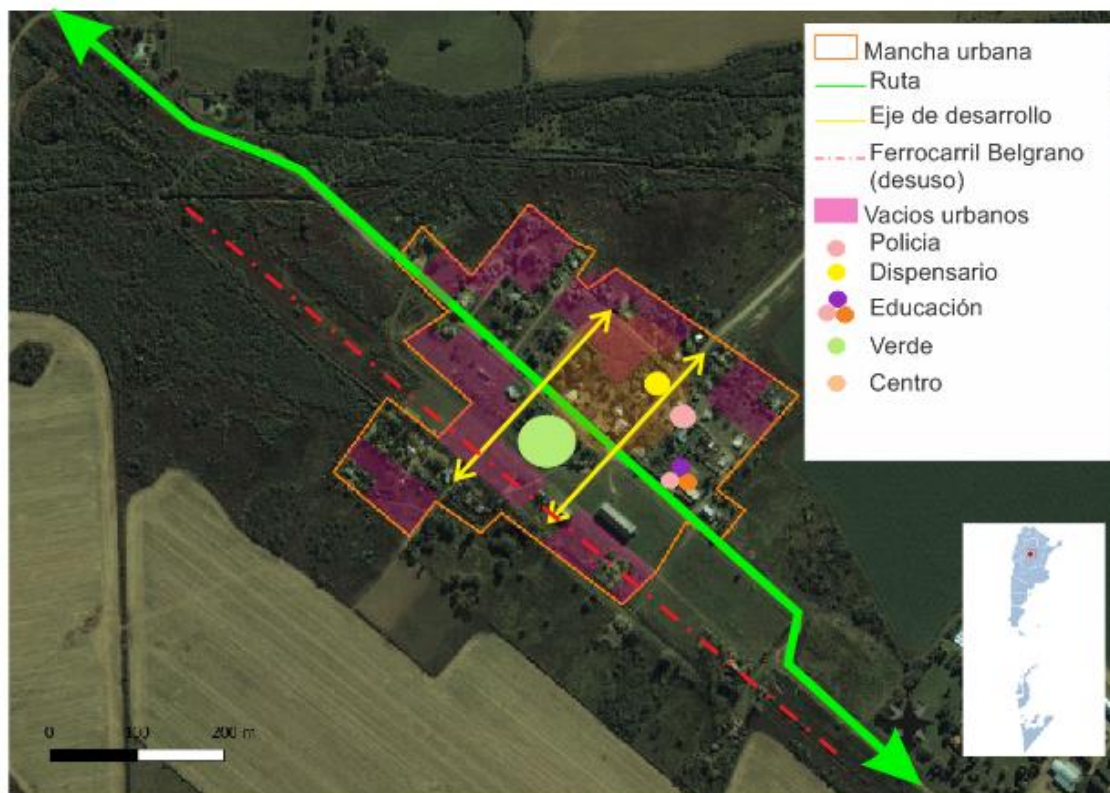 Mancha urbana
Ruta
Eje de desarrollo
Ferrocarril Belgrano
(desuso)
Vacios urbanos
Policia
Dispensario
Educación
Verde
Centro
0 100 200 m